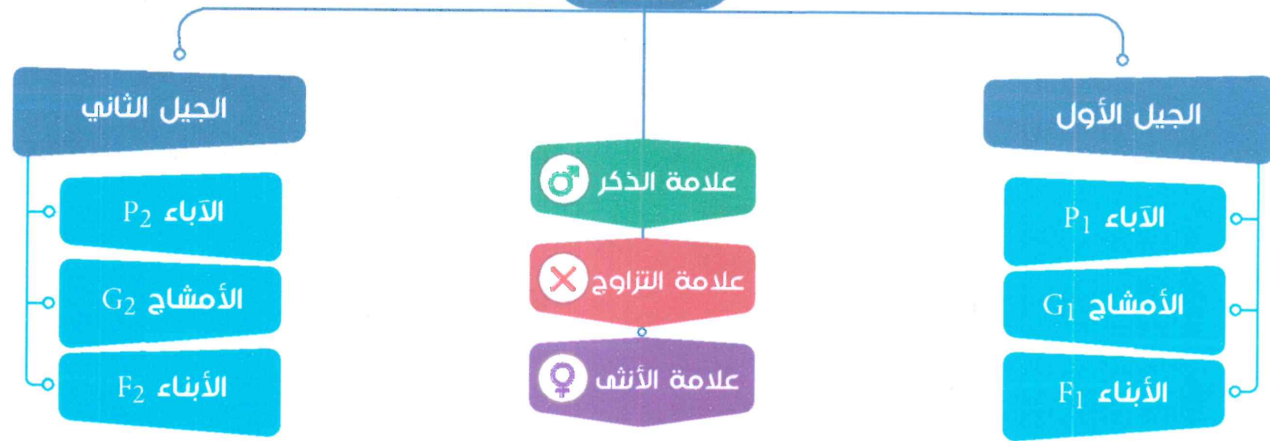 الجيل الأول
الآباء P₁
الأمشاج G₁
الأبناء F₁
علامة الذكر ♂
علامة التزاوج ×
علامة الأنثى ♀
الجيل الثاني
الآباء P₂
الأمشاج G₂
الأبناء F₂